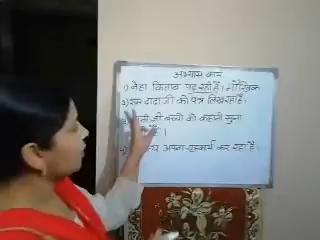 अभ्यास कार्य
1) नेहा किताब पढ़ रही है। मौखिक
2) राम दादाजी को पत्र लिख रहा है।
जी बच्चों को कहानी सुना
है।
अपना गृहकार्य कर रहा है।